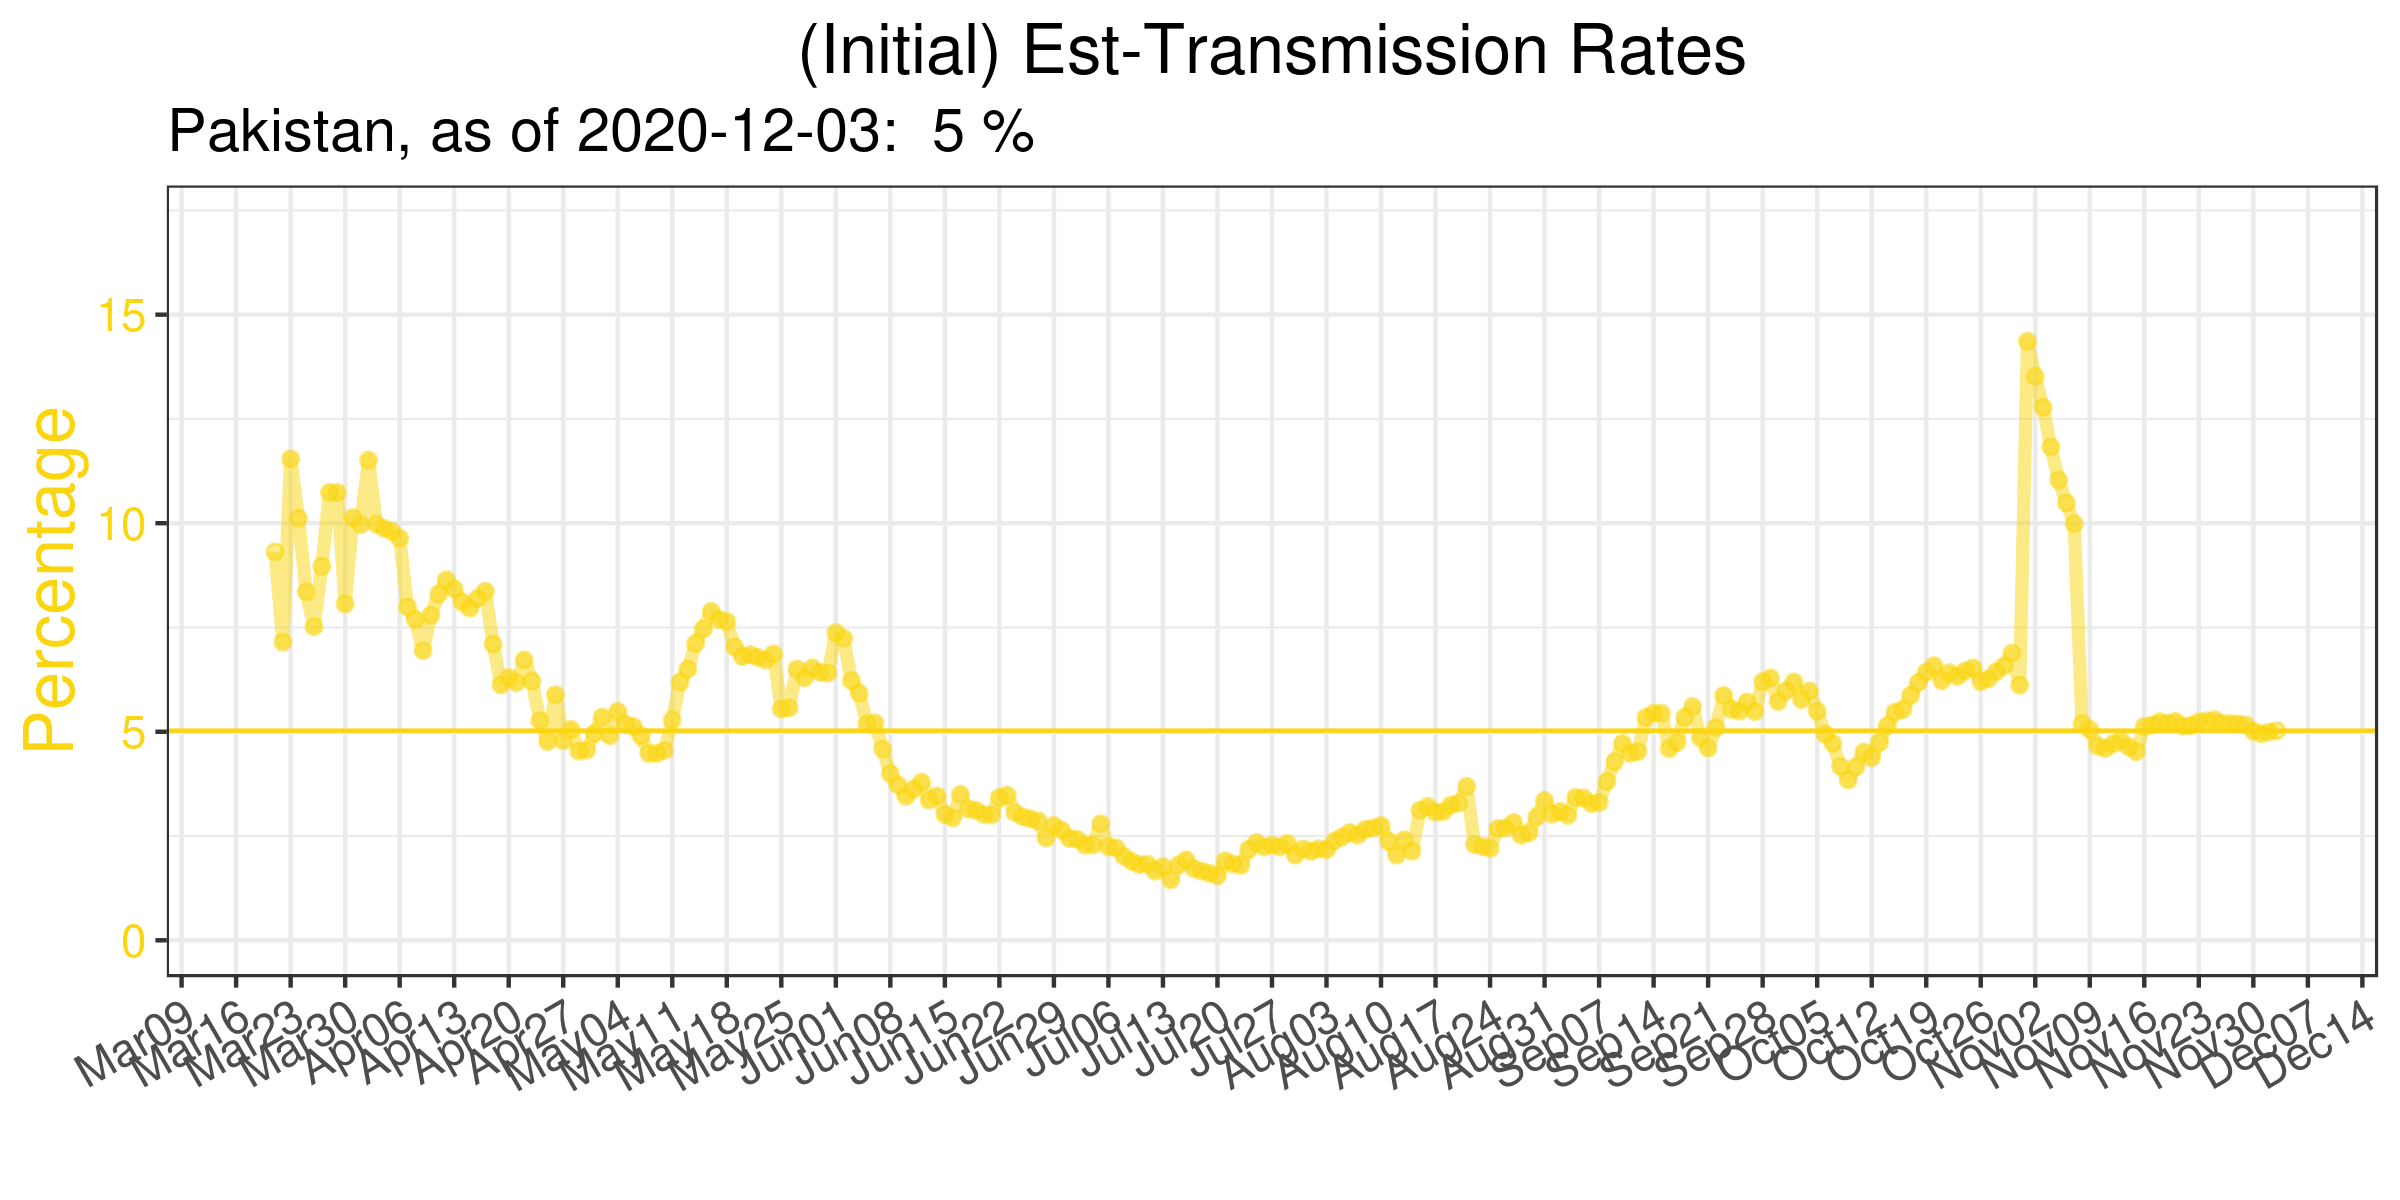 (Initial) Est-Transmission Rates
Pakistan, as of 2020-12-03:  5 %
Percentage
15
10
5
0
Mar09
Mar16
Mar23
Mar30
Apr06
Apr13
Apr20
Apr27
May04
May11
May18
May25
Jun01
Jun08
Jun15
Jun22
Jun29
Jul06
Jul13
Jul20
Jul27
Aug03
Aug10
Aug17
Aug24
Aug31
Sep07
Sep14
Sep21
Sep28
Oct05
Oct12
Oct19
Oct26
Nov02
Nov09
Nov16
Nov23
Nov30
Dec07
Dec14